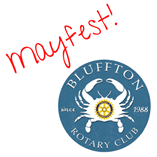 mayfest!
BLUFFTON
SINCE 1988
ROTARY CLUB